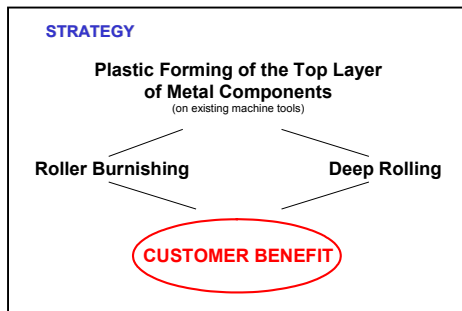 STRATEGY
Plastic Forming of the Top Layer
of Metal Components
(on existing machine tools)
Roller Burnishing
Deep Rolling
CUSTOMER BENEFIT